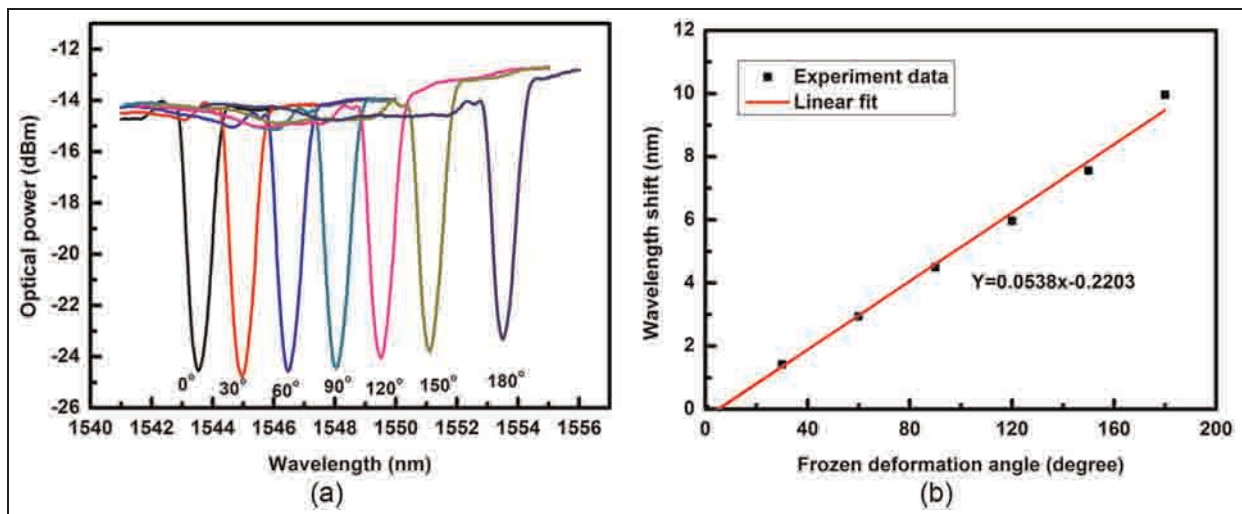 -12
-14
-16
-18
-20
-22
-24
-26
Optical power (dBm)
0° 30° 60° 90° 120° 150° 180°
1540 1542 1544 1546 1548 1550 1552 1554 1556
Wavelength (nm)
(a)
12
10
8
6
4
2
0
Wavelength shift (nm)
Experiment data
Linear fit
Y=0.0538x-0.2203
0 40 80 120 160 200
Frozen deformation angle (degree)
(b)